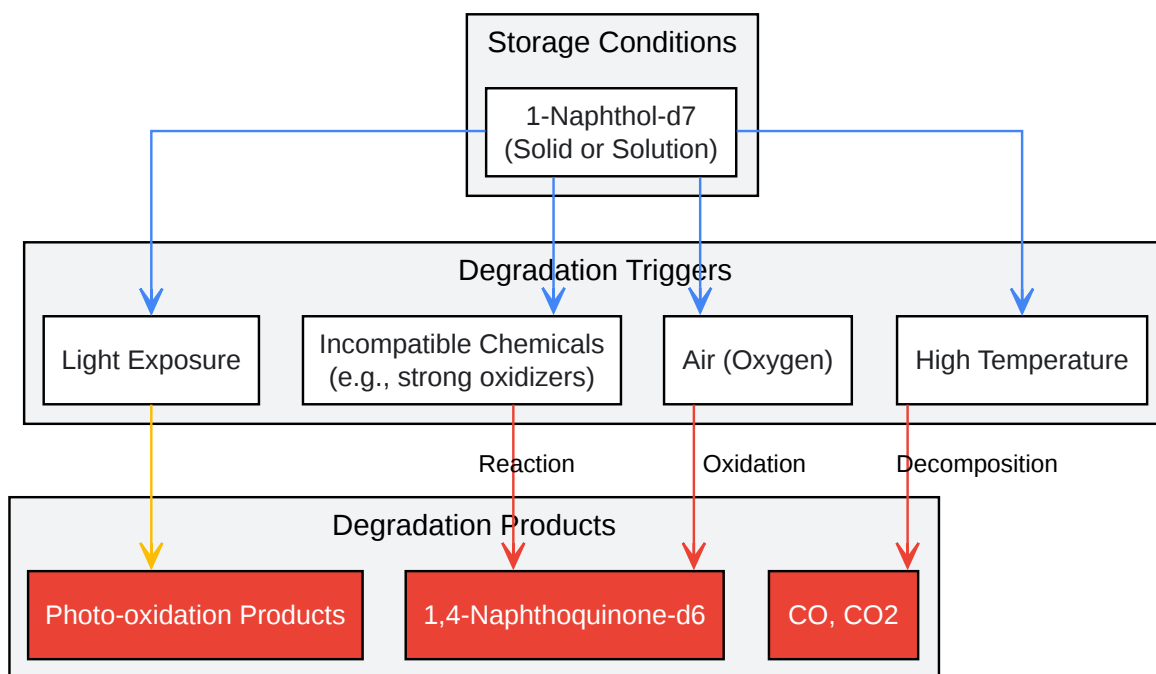 Storage Conditions
1-Naphthol-d7
(Solid or Solution)
Degradation Triggers
Light Exposure
Incompatible Chemicals
(e.g., strong oxidizers)
Air (Oxygen)
High Temperature
Reaction
Oxidation
Decomposition
Degradation Products
Photo-oxidation Products
1,4-Naphthoquinone-d6
CO, CO2